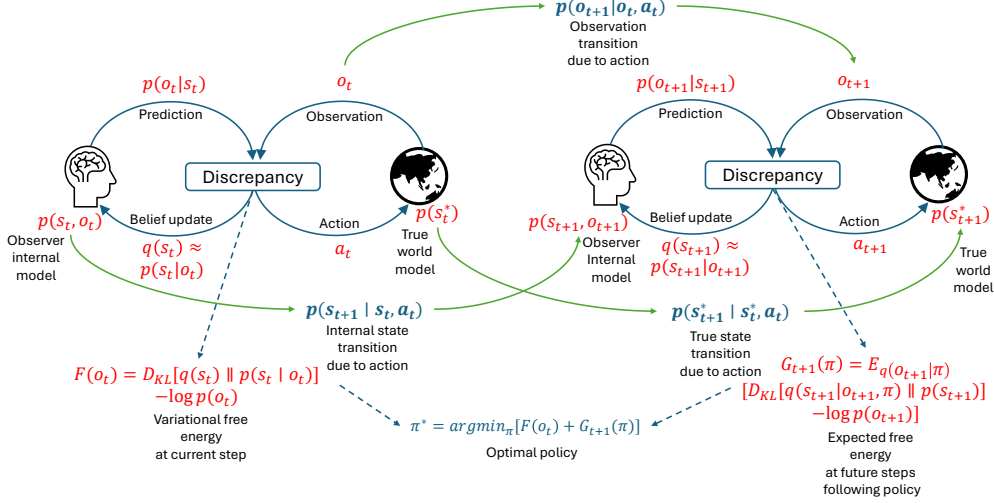 p(o_{t+1}|o_t, a_t)
Observation
transition
due to action
p(o_t|s_t)
o_t
p(o_{t+1}|s_{t+1})
o_{t+1}
Prediction
Observation
Prediction
Observation
Discrepancy
Discrepancy
p(s_t, o_t)
Belief update
Action
p(s_t^*)
p(s_{t+1}, o_{t+1})
Belief update
Action
p(s_{t+1}^*)
Observer
internal
model
q(s_t) ≈
p(s_t|o_t)
a_t
True
world
model
Observer
Internal
model
q(s_{t+1}) ≈
p(s_{t+1}|o_{t+1})
a_{t+1}
True
world
model
p(s_{t+1} | s_t, a_t)
Internal state
transition
due to action
p(s_{t+1}^* | s_t^*, a_t)
True state
transition
due to action
F(o_t) = D_{KL}[q(s_t) ∥ p(s_t | o_t)]
−log p(o_t)
Variational free
energy
at current step
π^* = argmin_π[F(o_t) + G_{t+1}(π)]
Optimal policy
G_{t+1}(π) = E_{q(o_{t+1}|π)}
[D_{KL}[q(s_{t+1}|o_{t+1}, π) ∥ p(s_{t+1})]
−log p(o_{t+1})]
Expected free
energy
at future steps
following policy